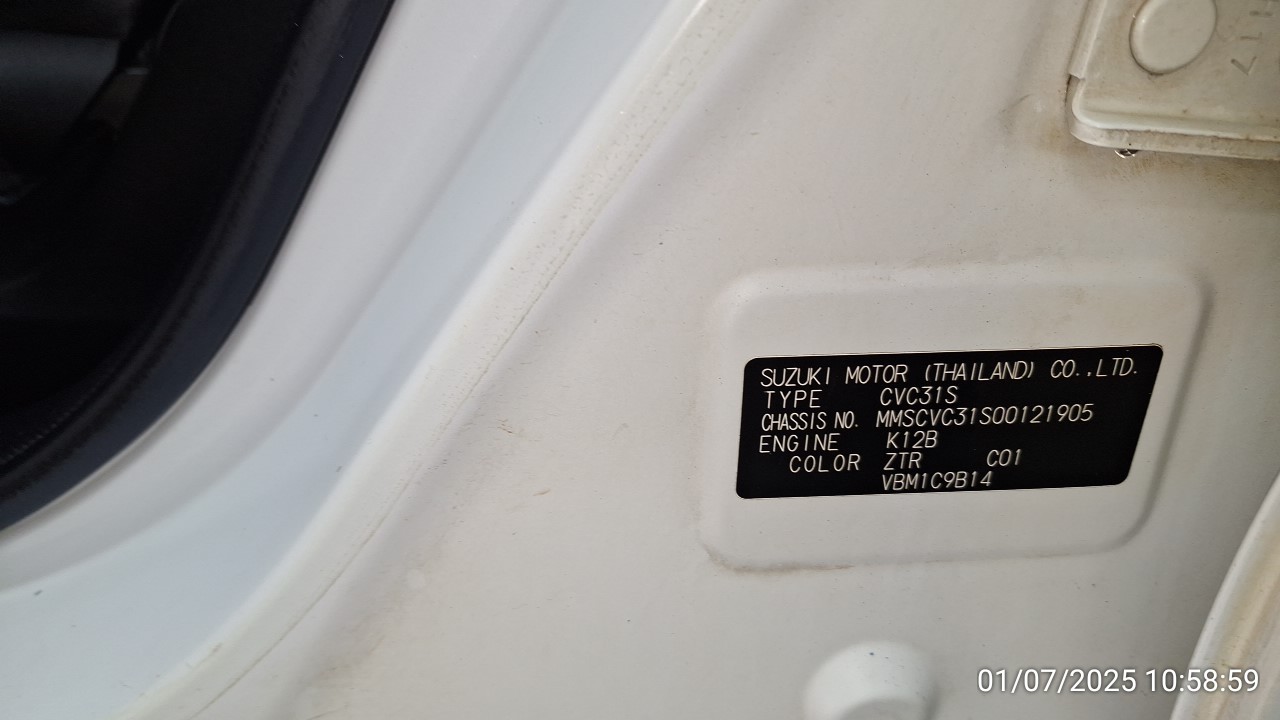 SUZUKI MOTOR (THAILAND) CO.,LTD.
TYPE CVC31S
CHASSIS NO. MMSCVC31S00121905
ENGINE K12B
COLOR ZTR C01
VBM1C9B14
01/07/2025 10:58:59